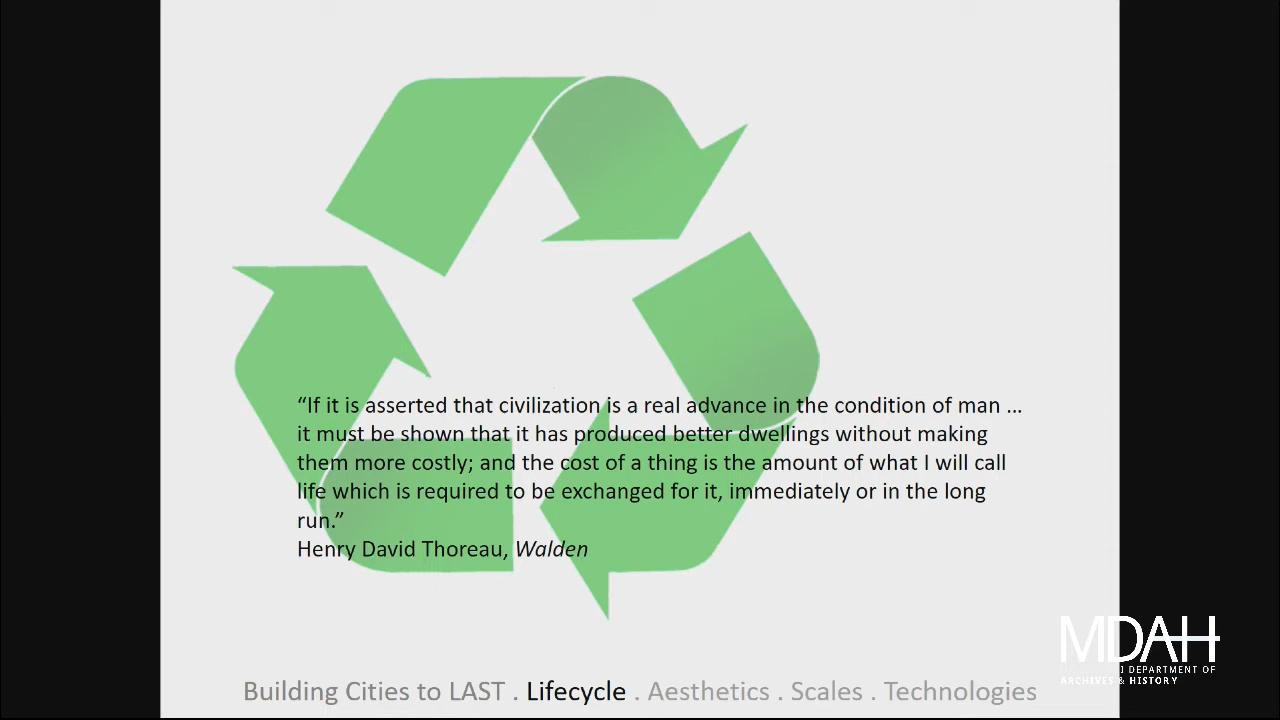 “If it is asserted that civilization is a real advance in the condition of man ...
it must be shown that it has produced better dwellings without making
them more costly; and the cost of a thing is the amount of what I will call
life which is required to be exchanged for it, immediately or in the long
run.”
Henry David Thoreau, Walden
MDAH
DEPARTMENT OF
ARCHIVES & HISTORY
Building Cities to LAST . Lifecycle . Aesthetics . Scales . Technologies